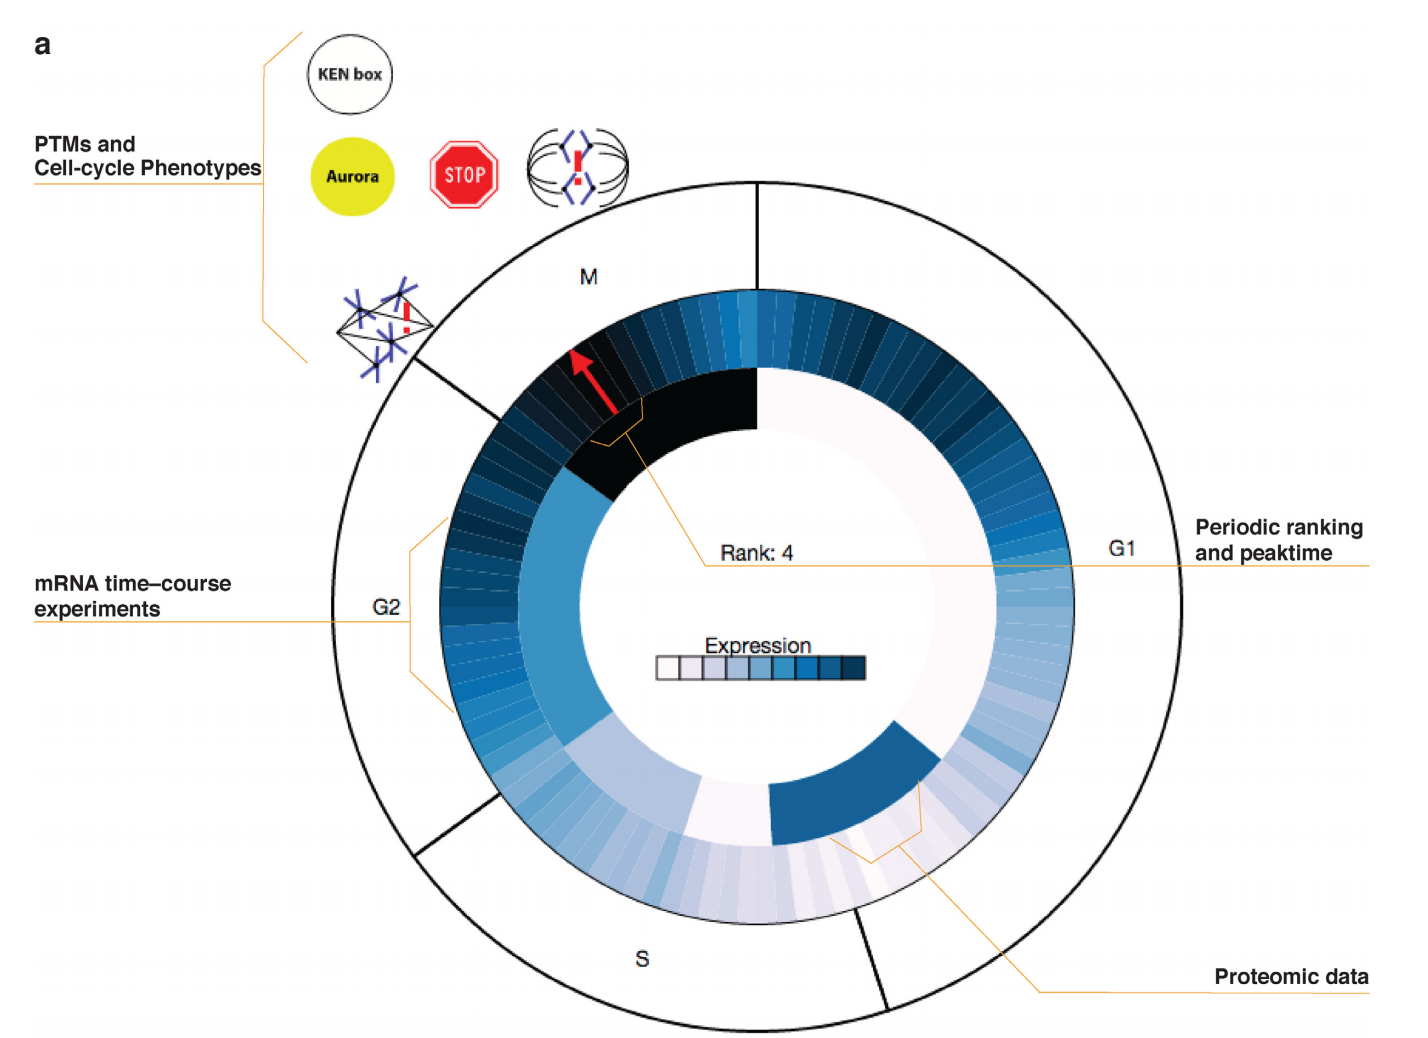 a
KEN box
PTMs and
Cell-cycle Phenotypes
Aurora
STOP
M
Periodic ranking
and peaktime
Rank: 4
G1
mRNA time–course
experiments
G2
Expression
S
Proteomic data